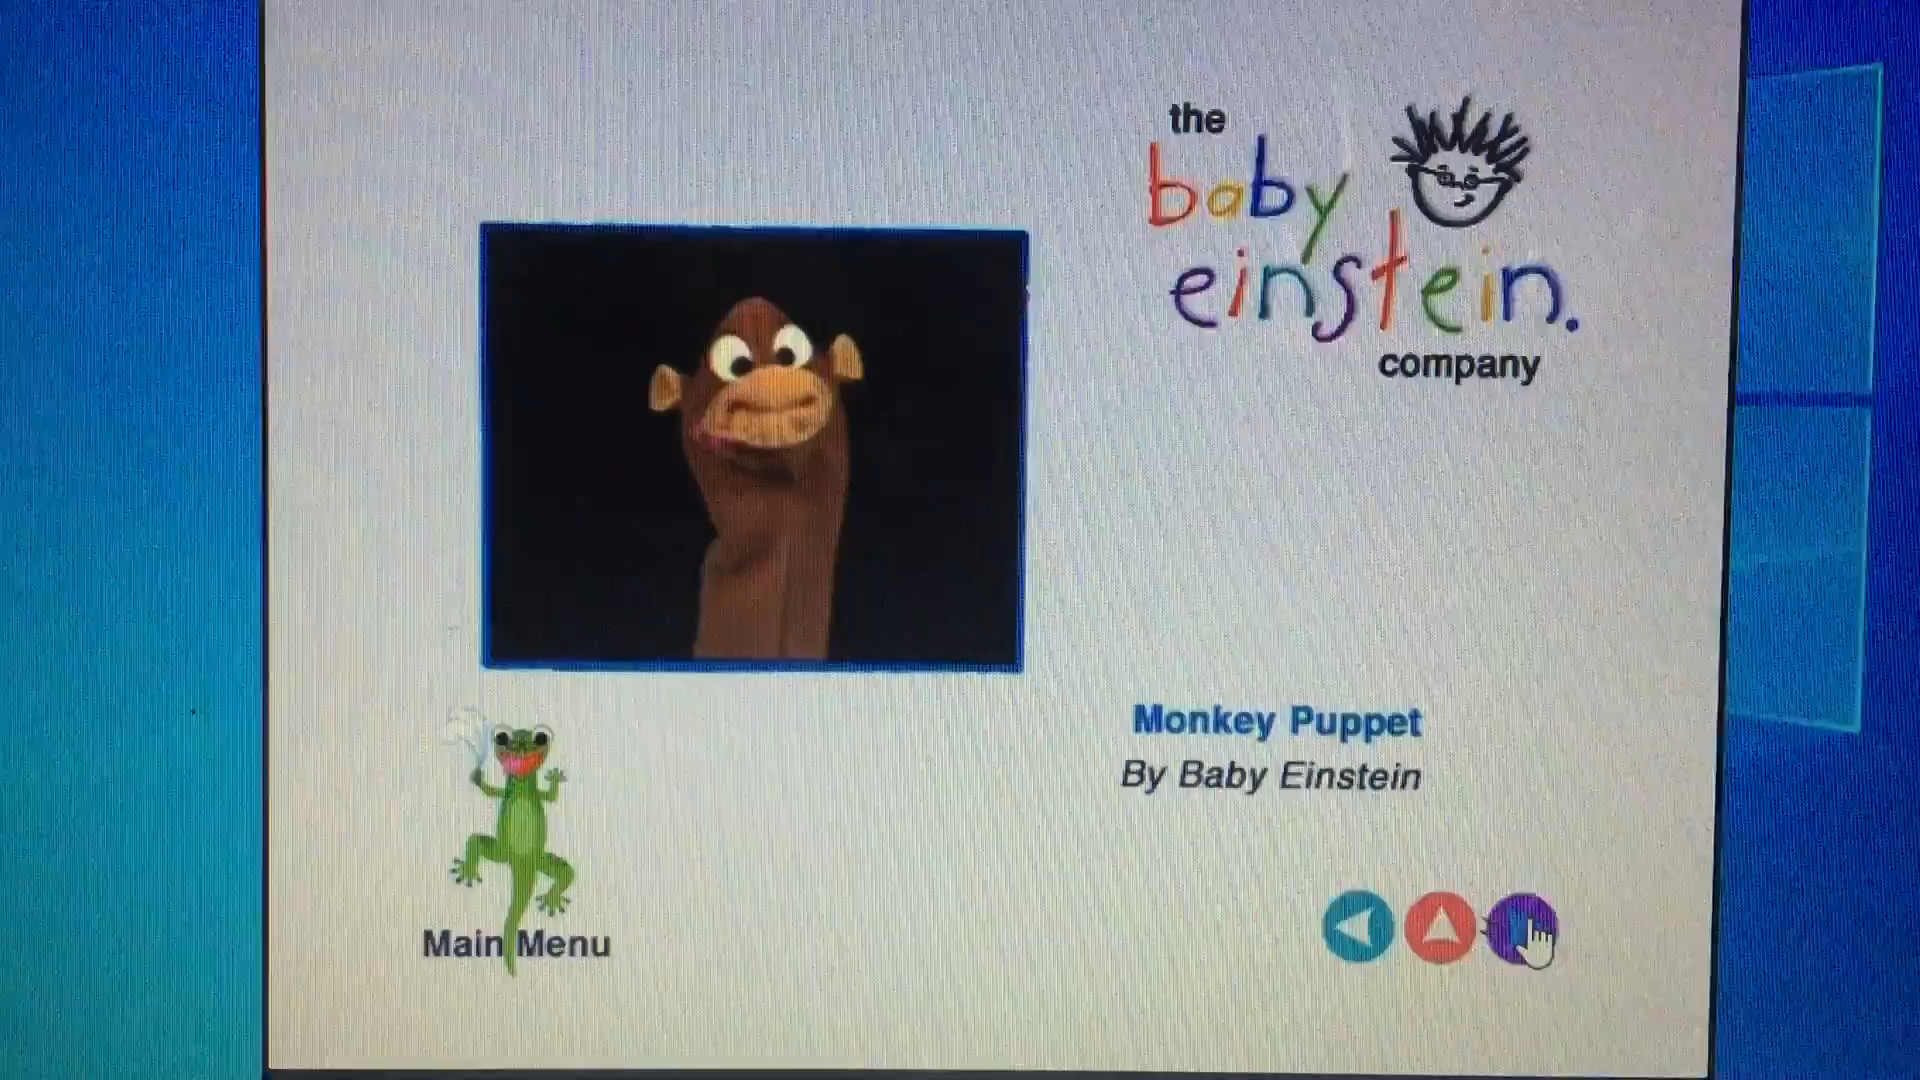 the
baby
einstein.
company
Monkey Puppet
By Baby Einstein
Main Menu